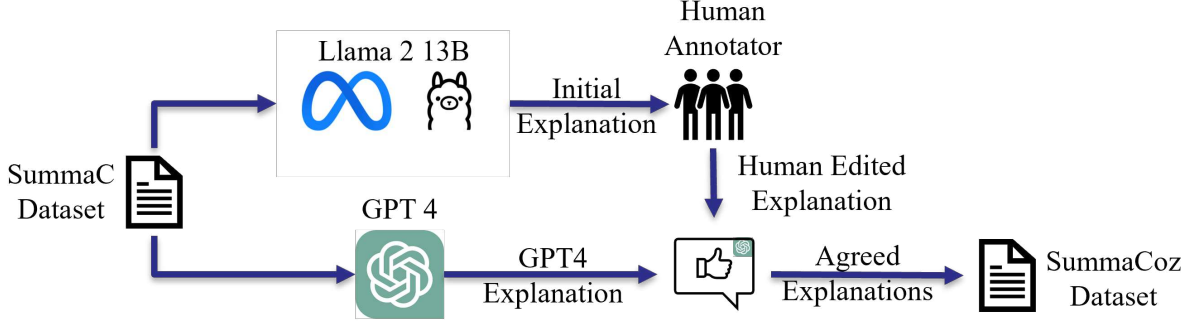 Llama 2 13B
Human
Annotator
Initial
Explanation
SummaC
Dataset
Human Edited
Explanation
GPT 4
GPT4
Explanation
Agreed
Explanations
SummaCoz
Dataset